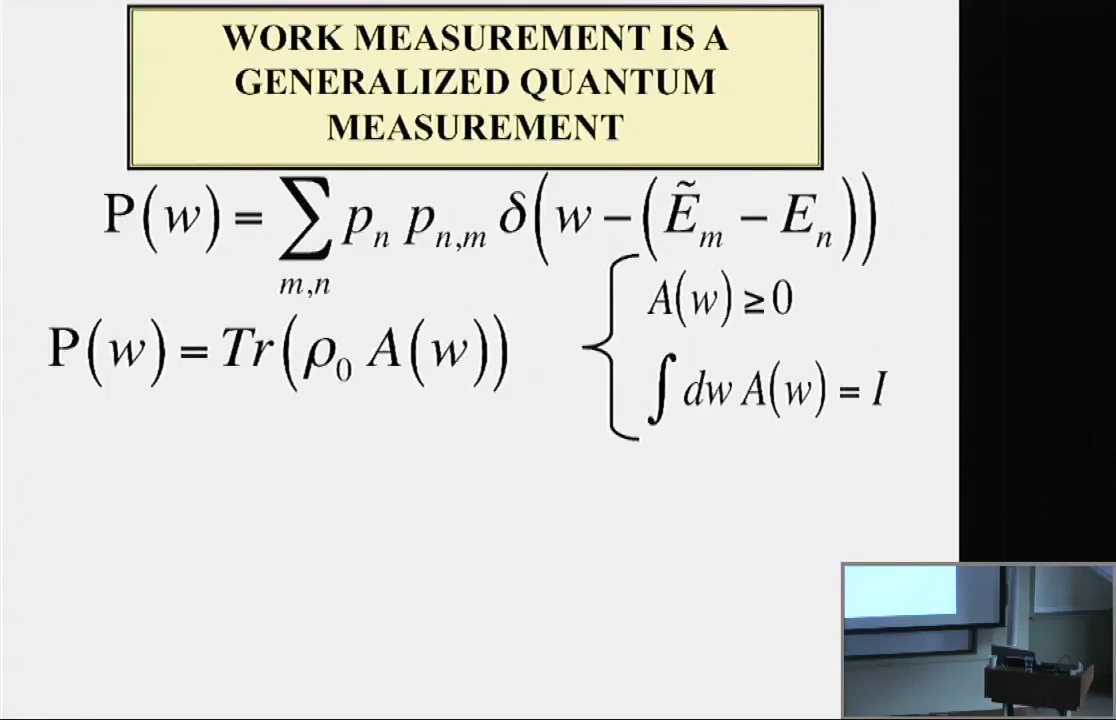 WORK MEASUREMENT IS A
GENERALIZED QUANTUM
MEASUREMENT
P(w) = ∑_{m,n} p_n p_{n,m} δ(w − (Ẽ_m − E_n))
P(w) = Tr(ρ_0 A(w))
{ A(w) ≥ 0
∫ dw A(w) = I